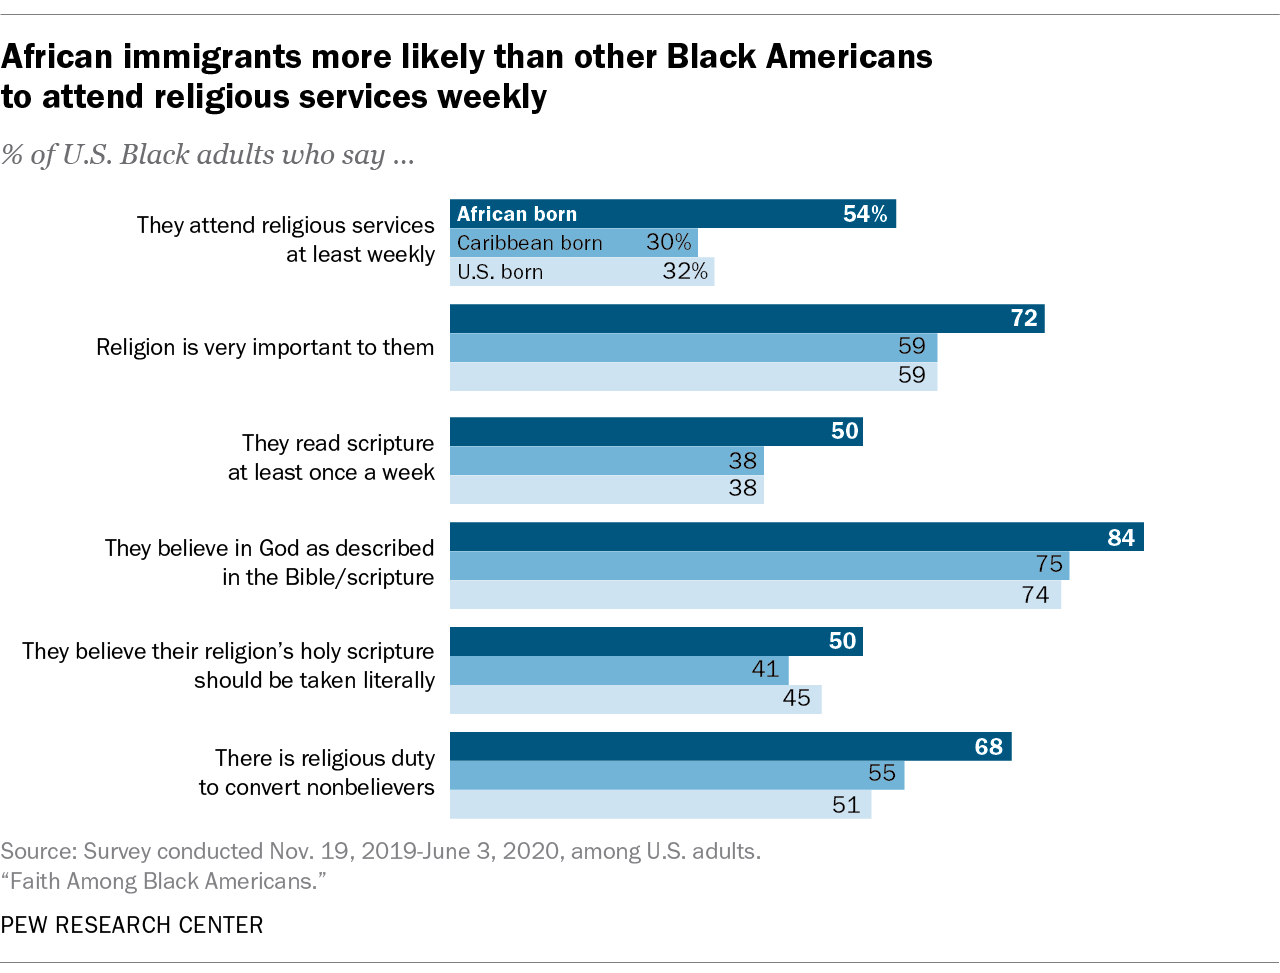 African immigrants more likely than other Black Americans
to attend religious services weekly
% of U.S. Black adults who say ...
They attend religious services
at least weekly
African born 54%
Caribbean born 30%
U.S. born 32%
Religion is very important to them
72
59
59
They read scripture
at least once a week
50
38
38
They believe in God as described
in the Bible/scripture
84
75
74
They believe their religion’s holy scripture
should be taken literally
50
41
45
There is religious duty
to convert nonbelievers
68
55
51
Source: Survey conducted Nov. 19, 2019-June 3, 2020, among U.S. adults.
“Faith Among Black Americans.”
PEW RESEARCH CENTER